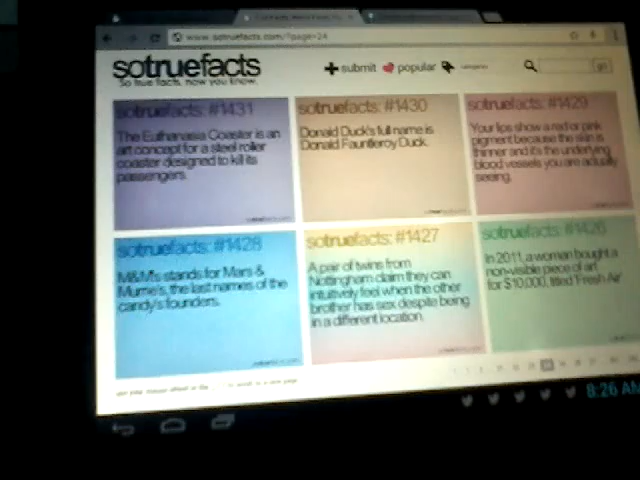 www.sotruefacts.com/?page=24
sotruefacts
So true facts, now you know.
submit
popular
categories
go
sotruefacts: #1431
The Euthanasia Coaster is an
art concept for a steel roller
coaster designed to kill its
passengers.
sotruefacts: #1430
Donald Duck's full name is
Donald Fauntleroy Duck.
sotruefacts: #1429
Your lips show a red or pink
pigment because the skin is
thinner and it's the underlying
blood vessels you are actually
seeing.
sotruefacts: #1428
M&M's stands for Mars &
Murrie's, the last names of the
candy's founders.
sotruefacts: #1427
A pair of twins from
Nottingham claim they can
intuitively feel when the other
brother has sex despite being
in a different location.
sotruefacts: #1426
In 2011, a woman bought a
non-visible piece of art
for $10,000, titled 'Fresh Air'
8:26 AM